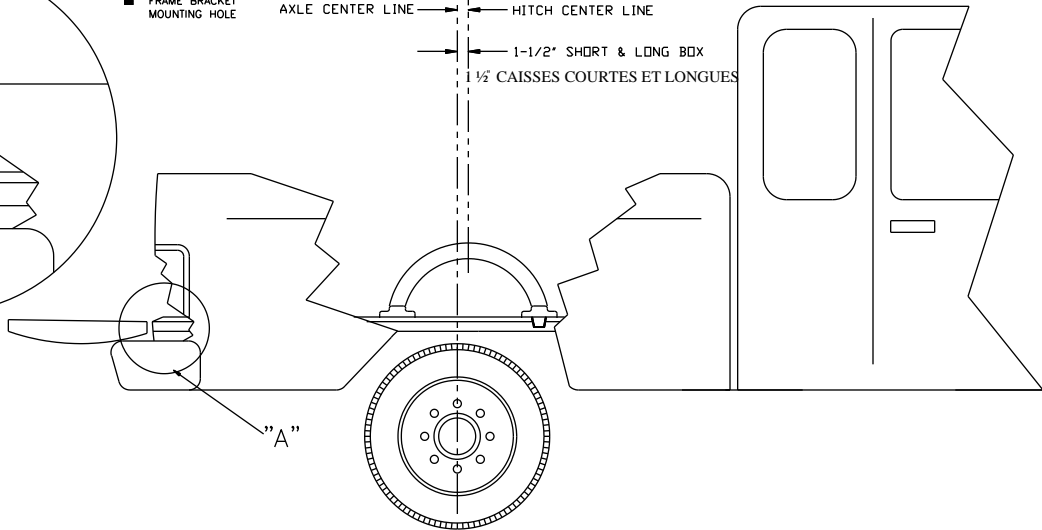 FRAME BRACKET
MOUNTING HOLE
AXLE CENTER LINE
HITCH CENTER LINE
1-1/2" SHORT & LONG BOX
1 ½" CAISSES COURTES ET LONGUES
"A"